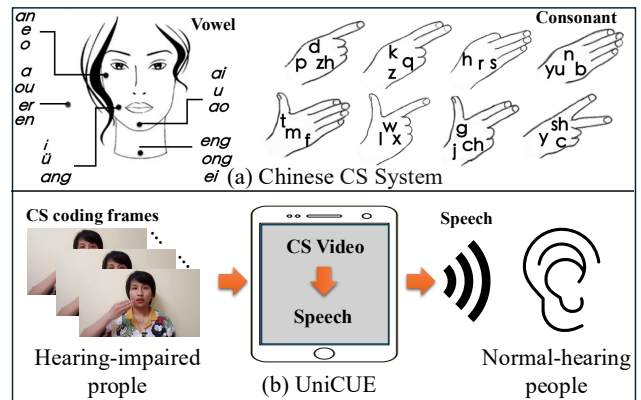 Vowel
an
e
o
a
ou
er
en
i
ü
ang
ai
u
ao
eng
ong
ei
Consonant
d
p zh
k
z q
h r s
n
yu b
t
m
f
w
l x
g
j ch
sh
y c
(a) Chinese CS System
CS coding frames
Hearing-impaired
prople
CS Video
Speech
Speech
Normal-hearing
people
(b) UniCUE